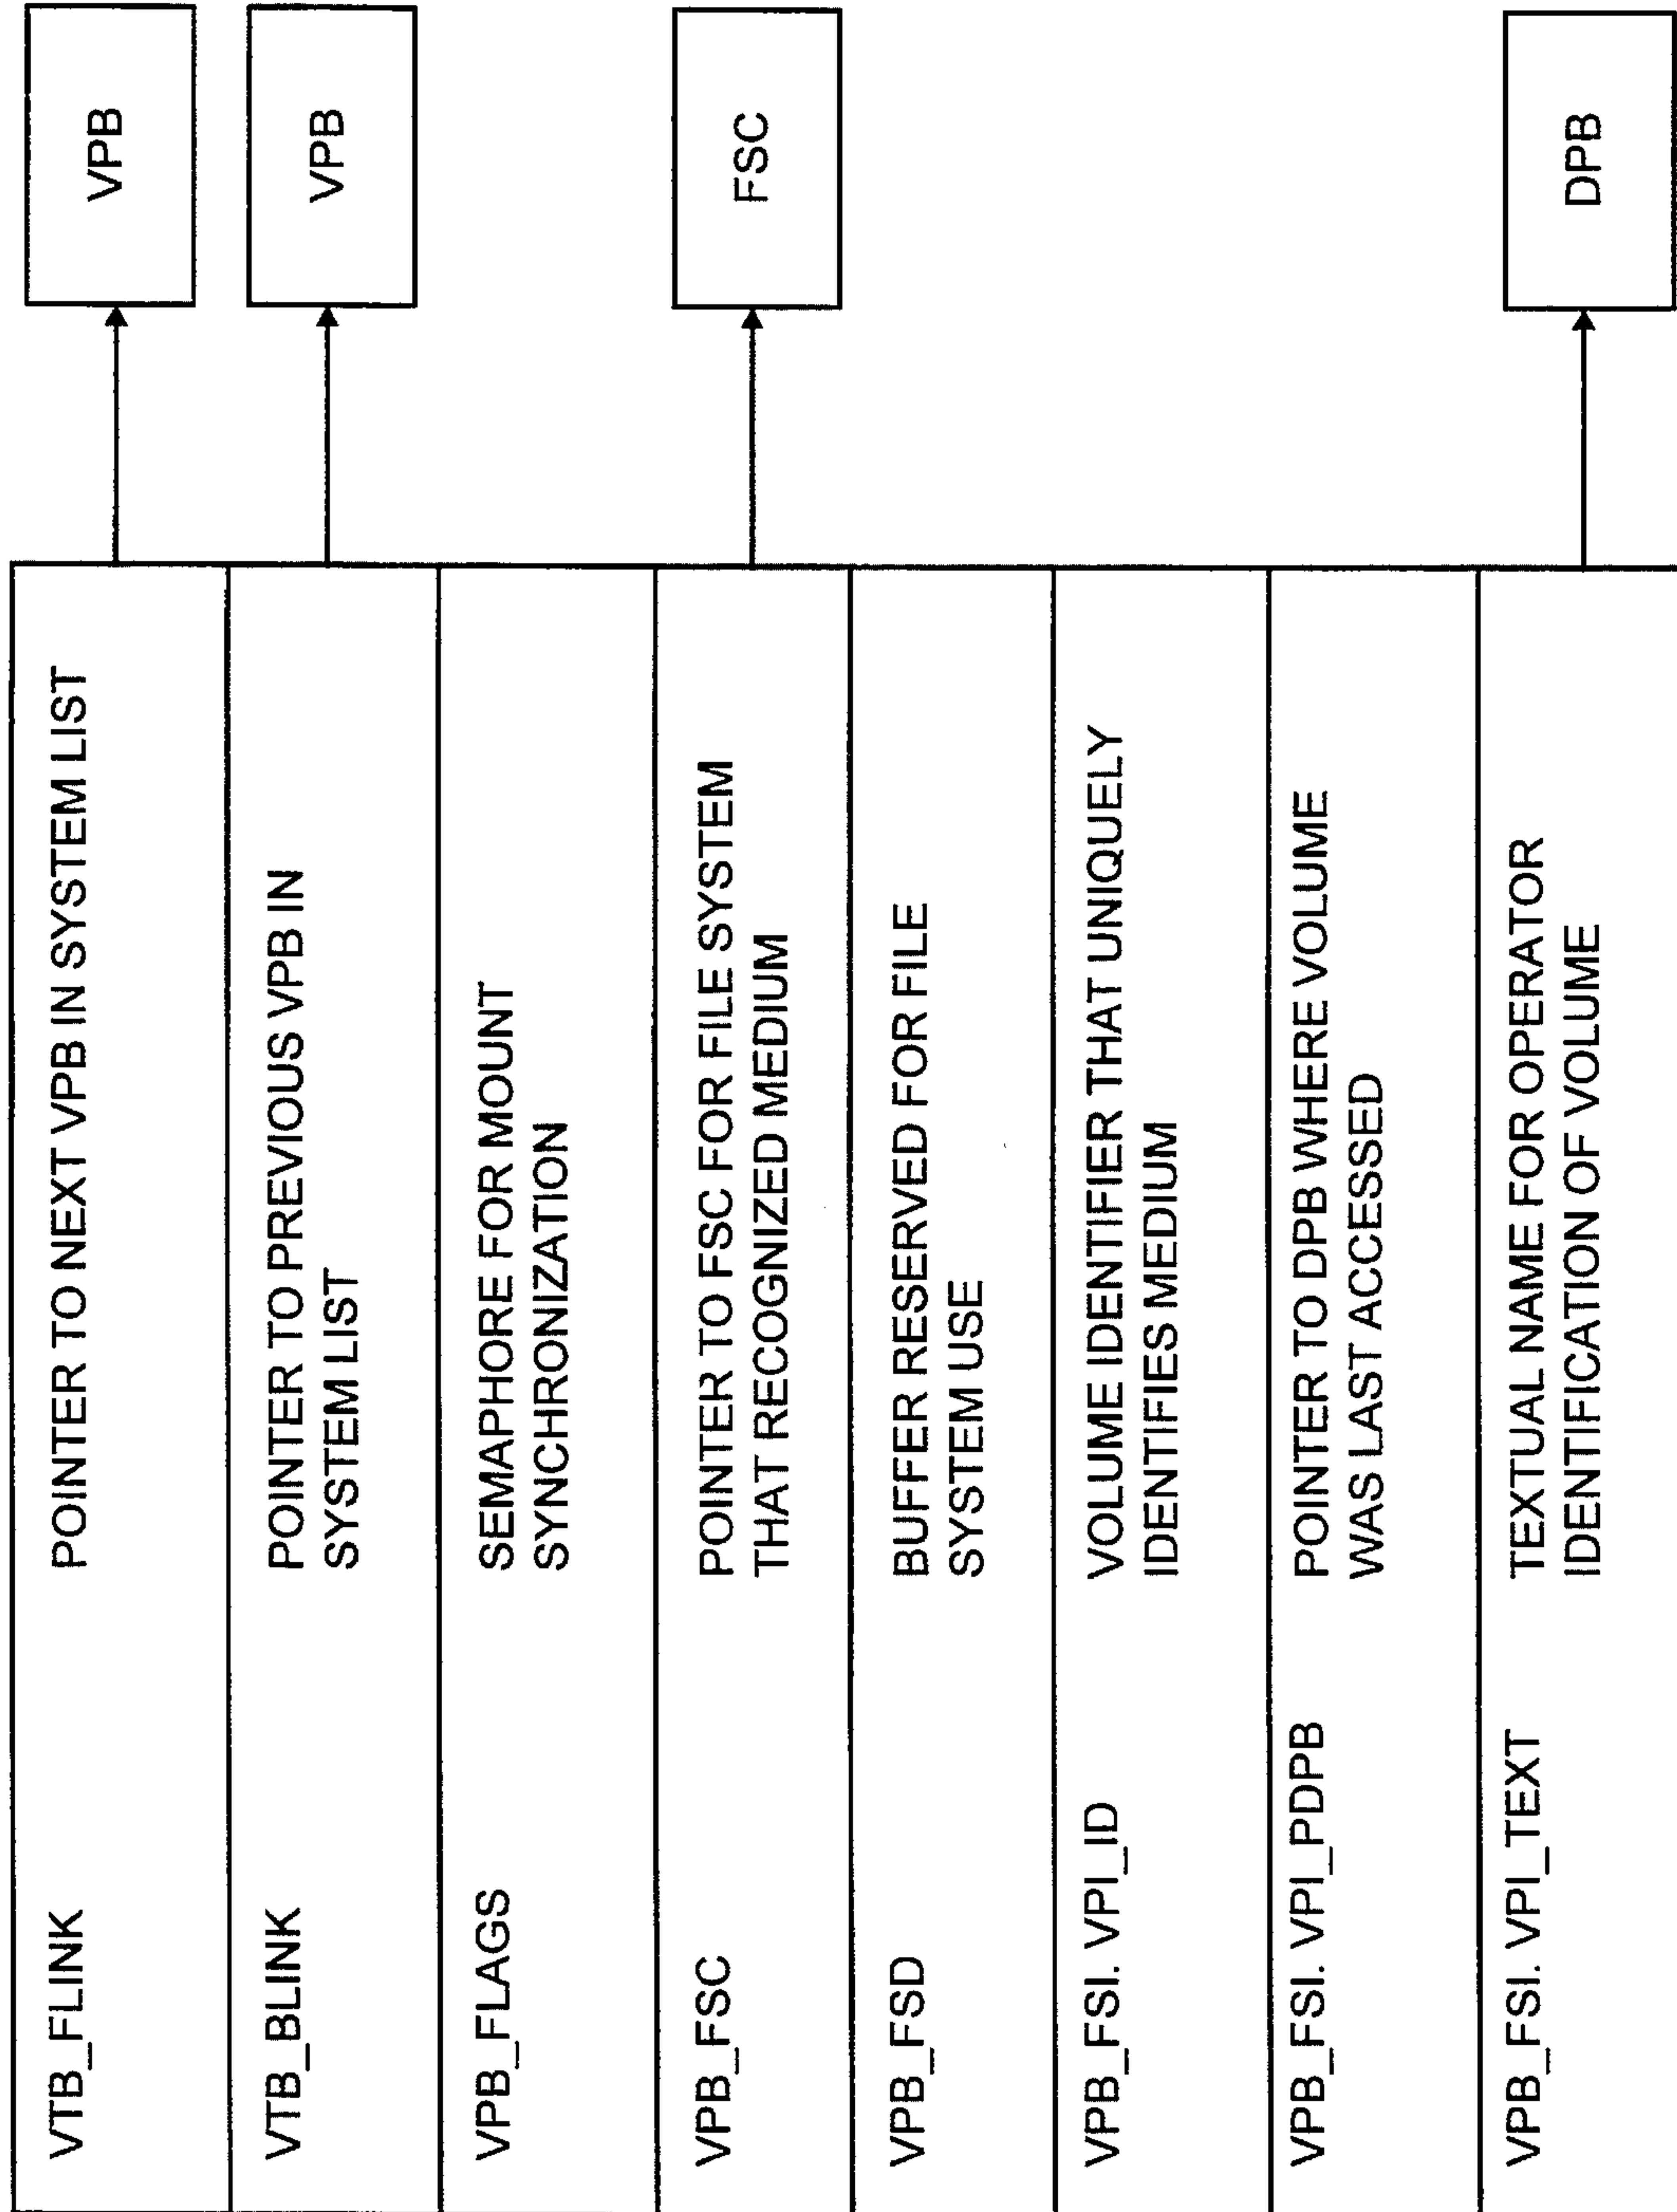 VTB_FLINK
POINTER TO NEXT VPB IN SYSTEM LIST
VPB
VTB_BLINK
POINTER TO PREVIOUS VPB IN
SYSTEM LIST
VPB
VPB_FLAGS
SEMAPHORE FOR MOUNT
SYNCHRONIZATION
VPB_FSC
POINTER TO FSC FOR FILE SYSTEM
THAT RECOGNIZED MEDIUM
FSC
VPB_FSD
BUFFER RESERVED FOR FILE
SYSTEM USE
VPB_FSI. VPI_ID
VOLUME IDENTIFIER THAT UNIQUELY
IDENTIFIES MEDIUM
VPB_FSI. VPI_PDPB
POINTER TO DPB WHERE VOLUME
WAS LAST ACCESSED
VPB_FSI. VPI_TEXT
TEXTUAL NAME FOR OPERATOR
IDENTIFICATION OF VOLUME
DPB